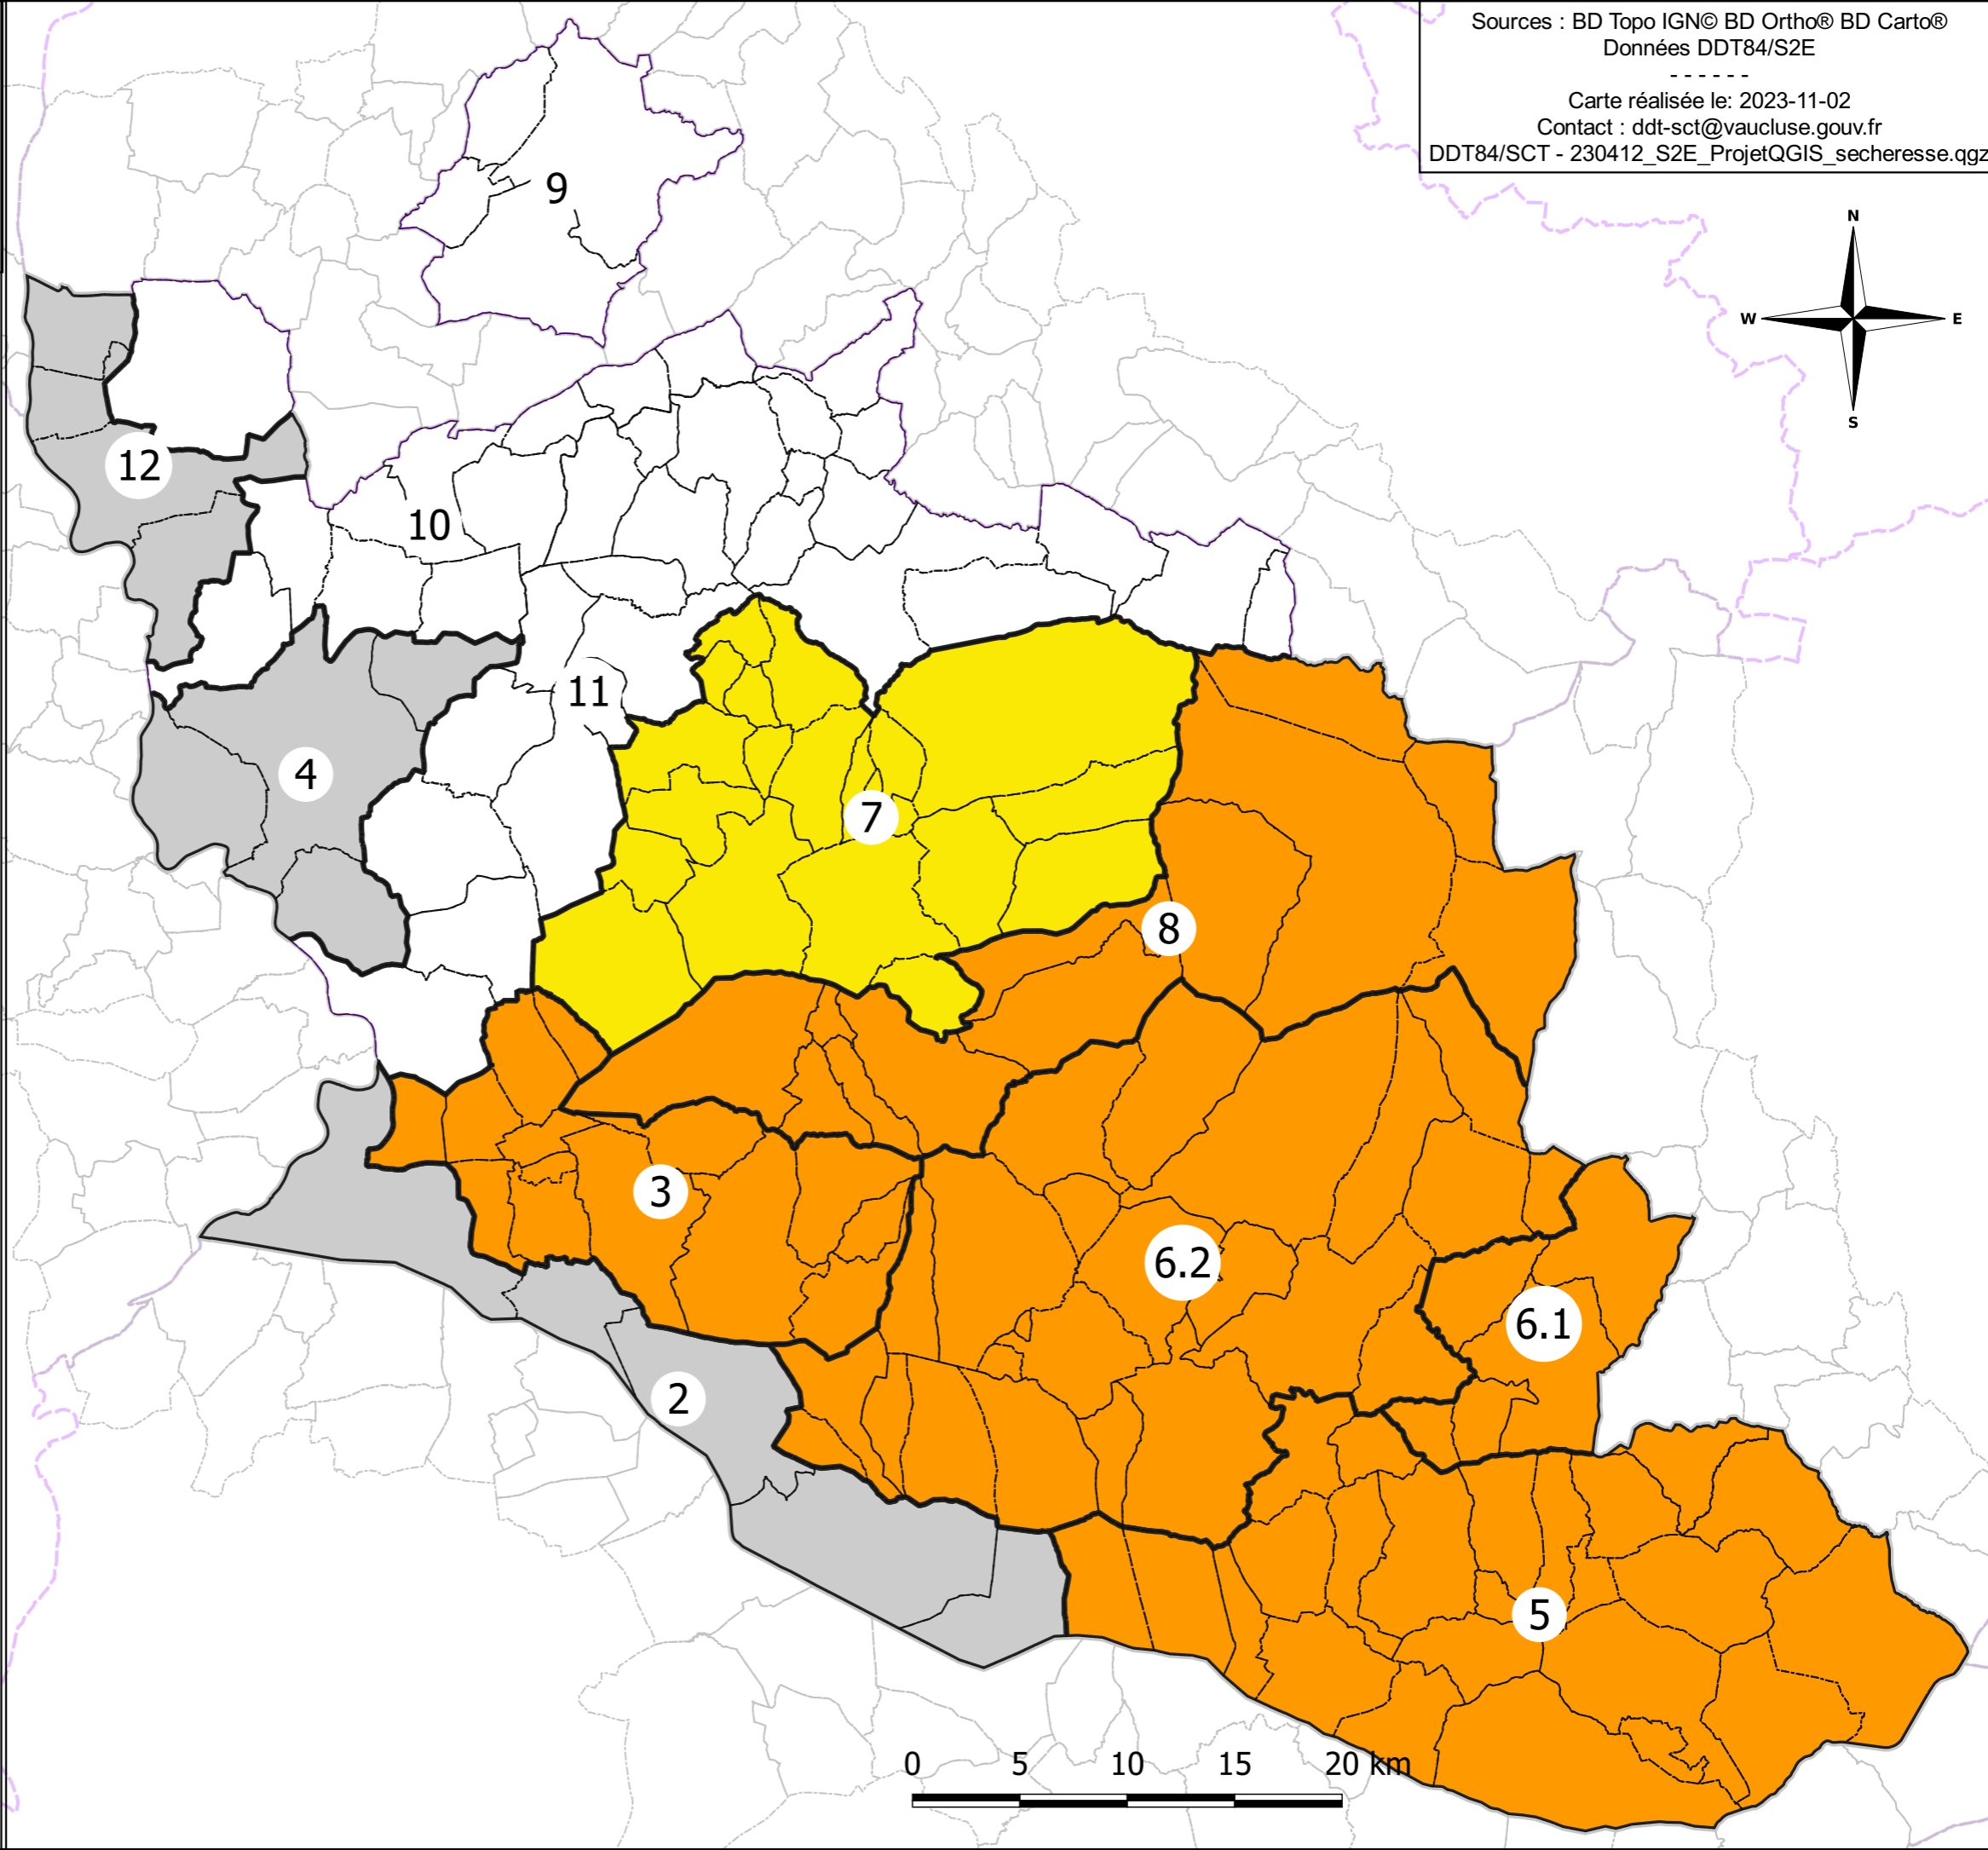 Sources : BD Topo IGN© BD Ortho® BD Carto®
Données DDT84/S2E
- - - - - -
Carte réalisée le: 2023-11-02
Contact : ddt-sct@vaucluse.gouv.fr
DDT84/SCT - 230412_S2E_ProjetQGIS_secheresse.qgz
9
N
W E
S
12
10
11
4
7
8
3
6.2
6.1
2
5
0 5 10 15 20 km